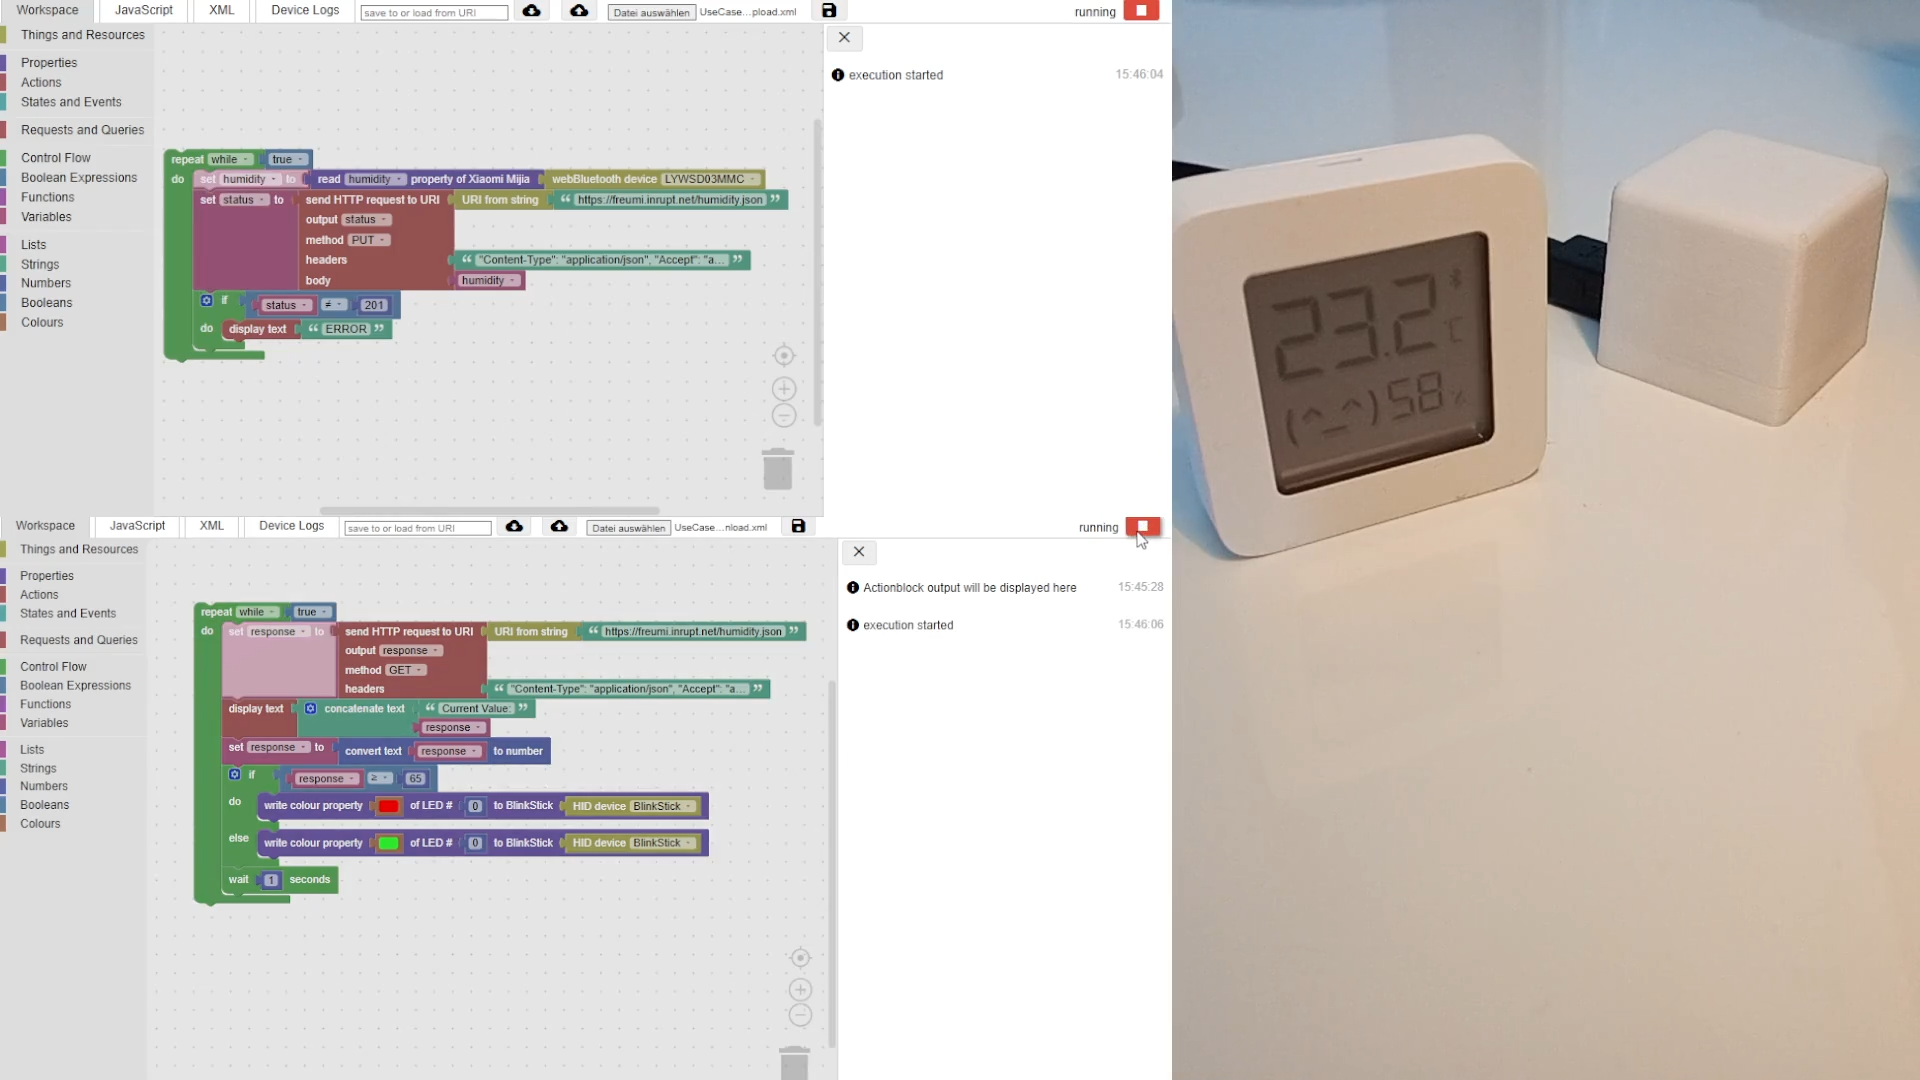 Workspace JavaScript XML Device Logs save to or load from URI Datei auswählen UseCase...pload.xml running
Things and Resources
Properties
Actions
States and Events
Requests and Queries
Control Flow
Boolean Expressions
Functions
Variables
Lists
Strings
Numbers
Booleans
Colours
repeat while true
do set humidity to read humidity property of Xiaomi Mijia webBluetooth device LYWSD03MMC
set status to send HTTP request to URI URI from string “ https://freumi.inrupt.net/humidity.json ”
output status
method PUT
headers “ "Content-Type": "application/json", "Accept": "a... ”
body humidity
if status ≠ 201
do display text “ ERROR ”
execution started 15:46:04
Workspace JavaScript XML Device Logs save to or load from URI Datei auswählen UseCase...nload.xml running
Things and Resources
Properties
Actions
States and Events
Requests and Queries
Control Flow
Boolean Expressions
Functions
Variables
Lists
Strings
Numbers
Booleans
Colours
repeat while true
do set response to send HTTP request to URI URI from string “ https://freumi.inrupt.net/humidity.json ”
output response
method GET
headers “ "Content-Type": "application/json", "Accept": "a... ”
display text concatenate text “ Current Value: ”
response
set response to convert text response to number
if response ≥ 65
do write colour property of LED # 0 to BlinkStick HID device BlinkStick
else write colour property of LED # 0 to BlinkStick HID device BlinkStick
wait 1 seconds
Actionblock output will be displayed here 15:45:28
execution started 15:46:06
23.2 °C
(^_^) 58 %